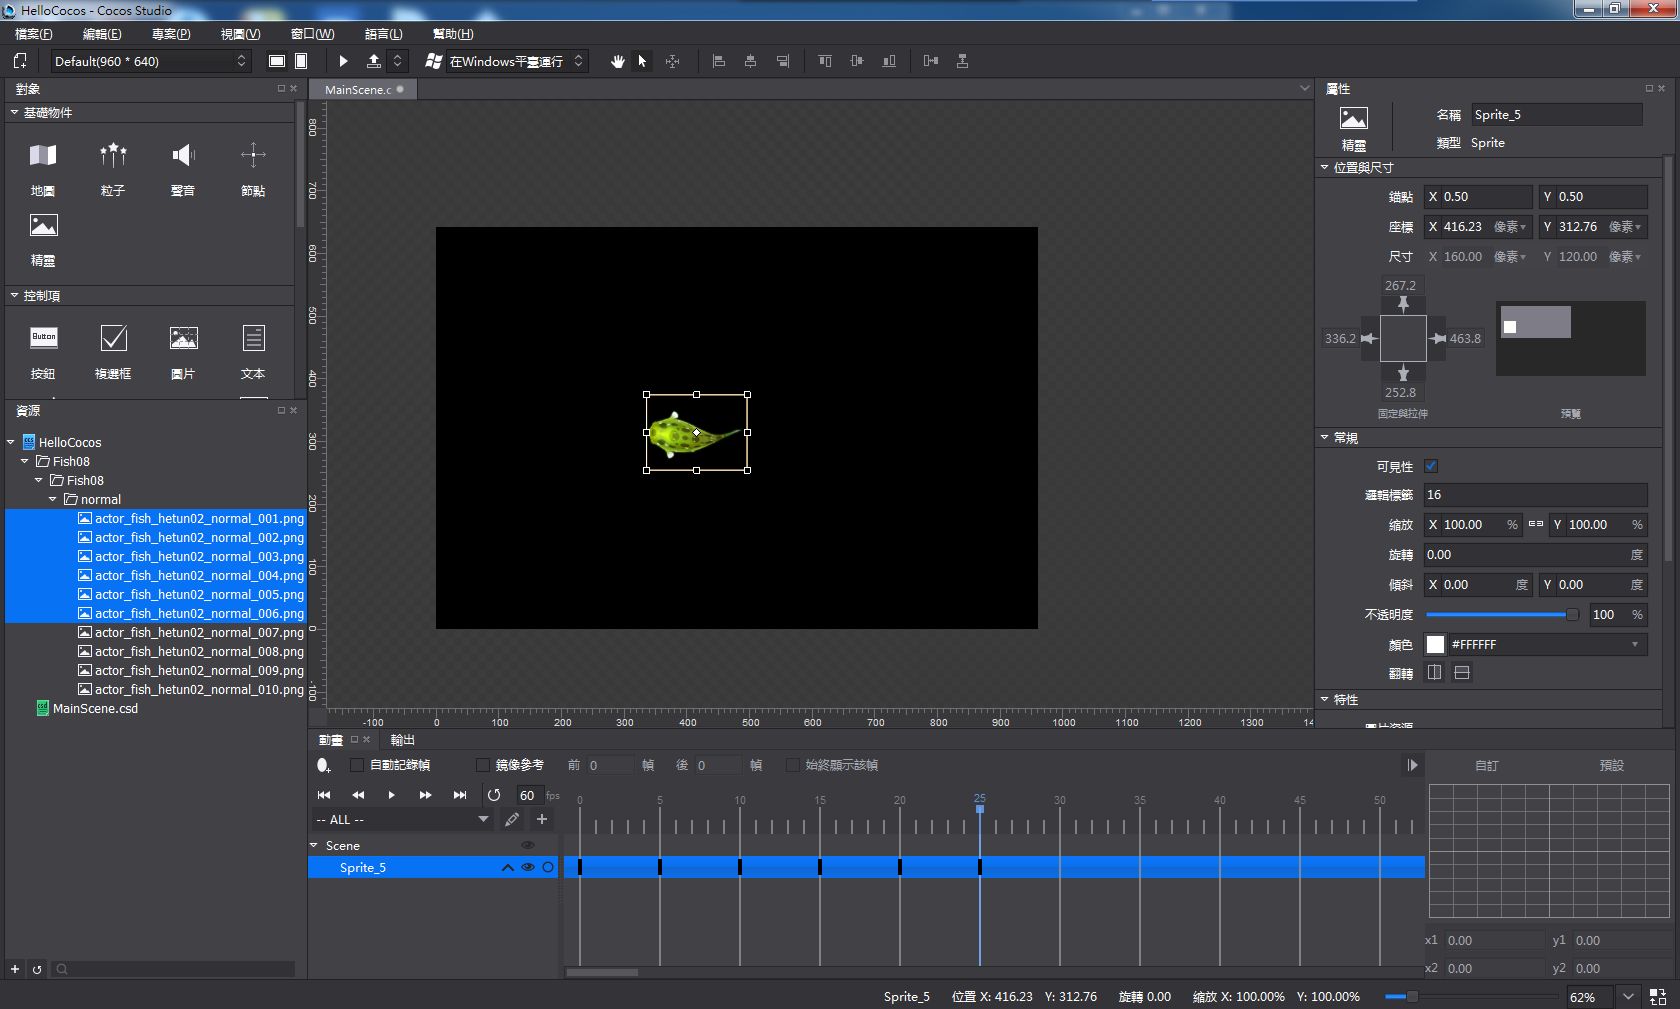 HelloCocos - Cocos Studio
檔案(F) 編輯(E) 專案(P) 視圖(V) 窗口(W) 語言(L) 幫助(H)
Default(960 * 640) 在Windows平臺運行
對象
基礎物件
地圖 粒子 聲音 節點
精靈
控制項
Button
按鈕 複選框 圖片 文本
資源
HelloCocos
Fish08
Fish08
normal
actor_fish_hetun02_normal_001.png
actor_fish_hetun02_normal_002.png
actor_fish_hetun02_normal_003.png
actor_fish_hetun02_normal_004.png
actor_fish_hetun02_normal_005.png
actor_fish_hetun02_normal_006.png
actor_fish_hetun02_normal_007.png
actor_fish_hetun02_normal_008.png
actor_fish_hetun02_normal_009.png
actor_fish_hetun02_normal_010.png
MainScene.csd
MainScene.c
800
700
600
500
400
300
200
100
0
-100
-100 0 100 200 300 400 500 600 700 800 900 1000 1100 1200 1300 14
屬性
精靈
名稱 Sprite_5
類型 Sprite
位置與尺寸
錨點 X 0.50 Y 0.50
座標 X 416.23 像素 Y 312.76 像素
尺寸 X 160.00 像素 Y 120.00 像素
267.2
336.2 463.8
252.8
固定與拉伸 預覽
常規
可見性
邏輯標籤 16
縮放 X 100.00 % Y 100.00 %
旋轉 0.00 度
傾斜 X 0.00 度 Y 0.00 度
不透明度 100 %
顏色 #FFFFFF
翻轉
特性
圖片資源
動畫 輸出
自動記錄幀 鏡像參考 前 0 幀 後 0 幀 始終顯示該幀
60 fps
-- ALL --
0 5 10 15 20 25 30 35 40 45 50
Scene
Sprite_5
自訂 預設
x1 0.00 y1 0.00
x2 0.00 y2 0.00
Sprite_5 位置 X: 416.23 Y: 312.76 旋轉 0.00 縮放 X: 100.00% Y: 100.00% 62%